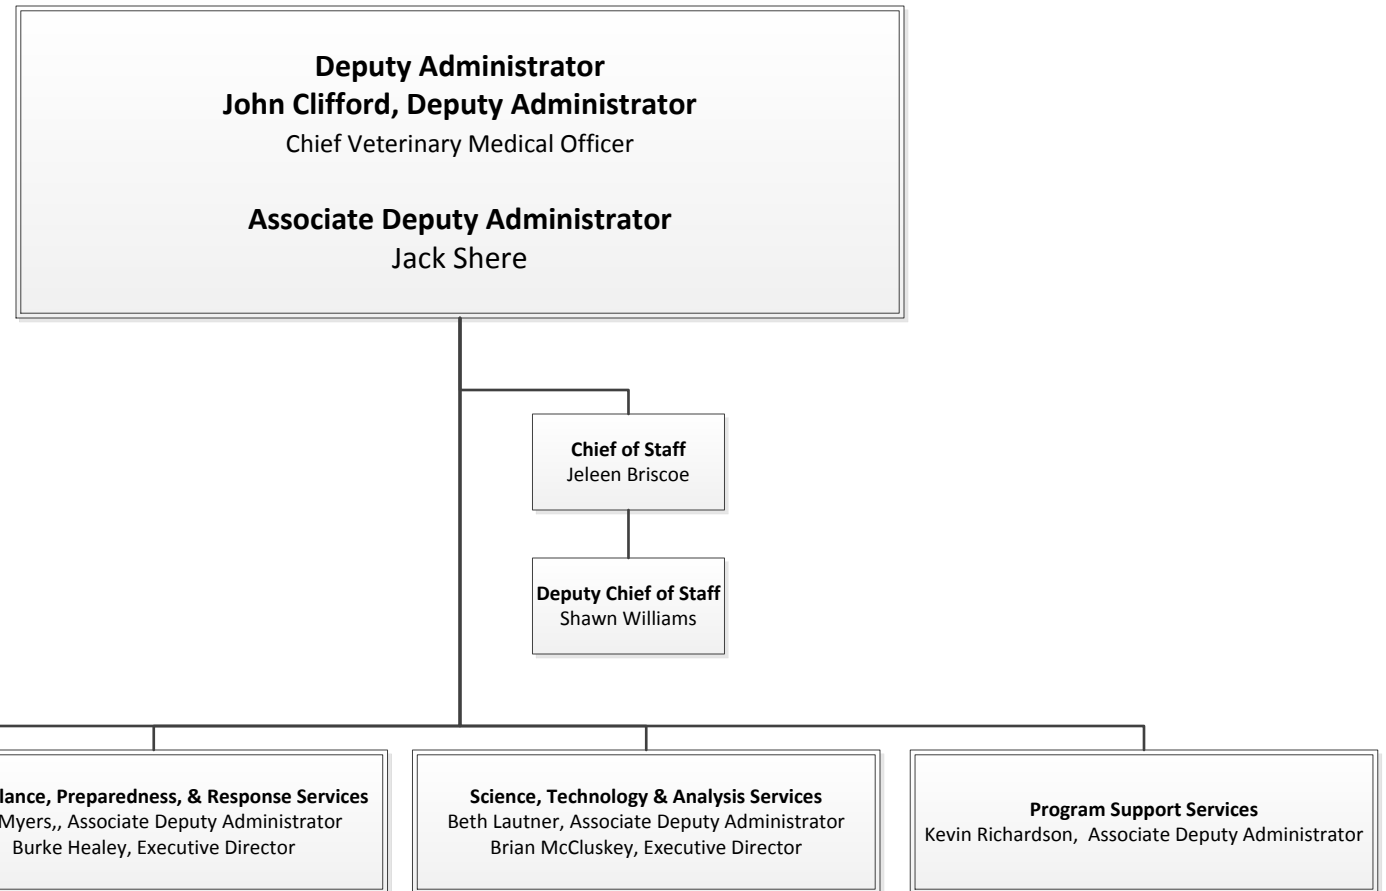 Deputy Administrator
John Clifford, Deputy Administrator
Chief Veterinary Medical Officer
Associate Deputy Administrator
Jack Shere
Chief of Staff
Jeleen Briscoe
Deputy Chief of Staff
Shawn Williams
lance, Preparedness, & Response Services
Myers,, Associate Deputy Administrator
Burke Healey, Executive Director
Science, Technology & Analysis Services
Beth Lautner, Associate Deputy Administrator
Brian McCluskey, Executive Director
Program Support Services
Kevin Richardson, Associate Deputy Administrator